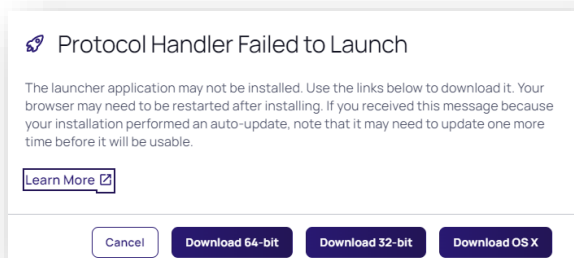 Protocol Handler Failed to Launch
The launcher application may not be installed. Use the links below to download it. Your
browser may need to be restarted after installing. If you received this message because
your installation performed an auto-update, note that it may need to update one more
time before it will be usable.
Learn More
Cancel Download 64-bit Download 32-bit Download OS X